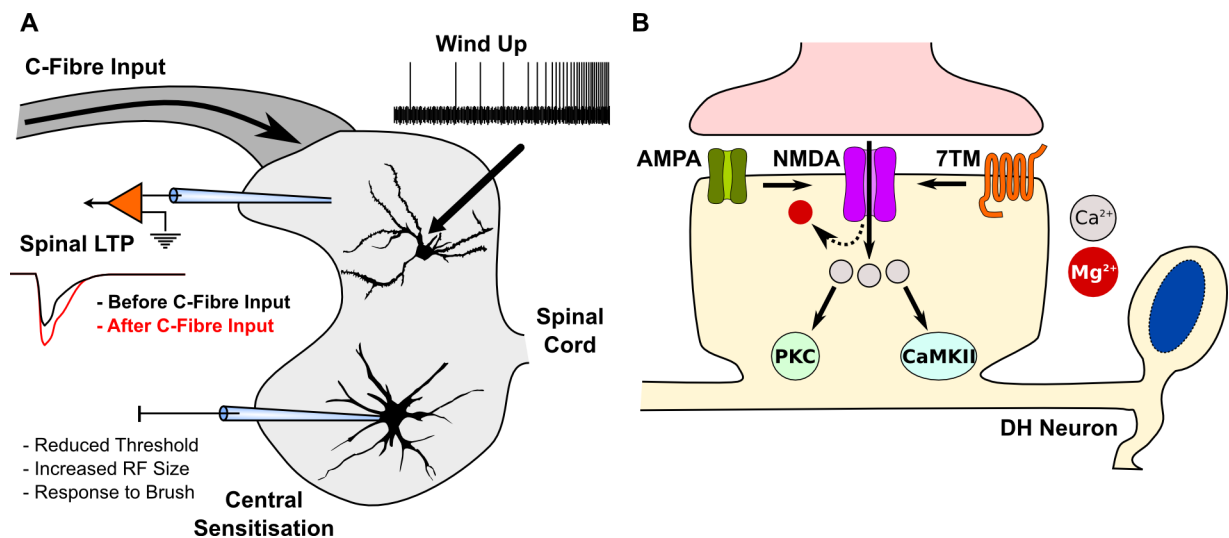 A
C-Fibre Input
Wind Up
Spinal LTP
- Before C-Fibre Input
- After C-Fibre Input
Spinal
Cord
- Reduced Threshold
- Increased RF Size
- Response to Brush
Central
Sensitisation
B
AMPA
NMDA
7TM
Ca²⁺
Mg²⁺
PKC
CaMKII
DH Neuron